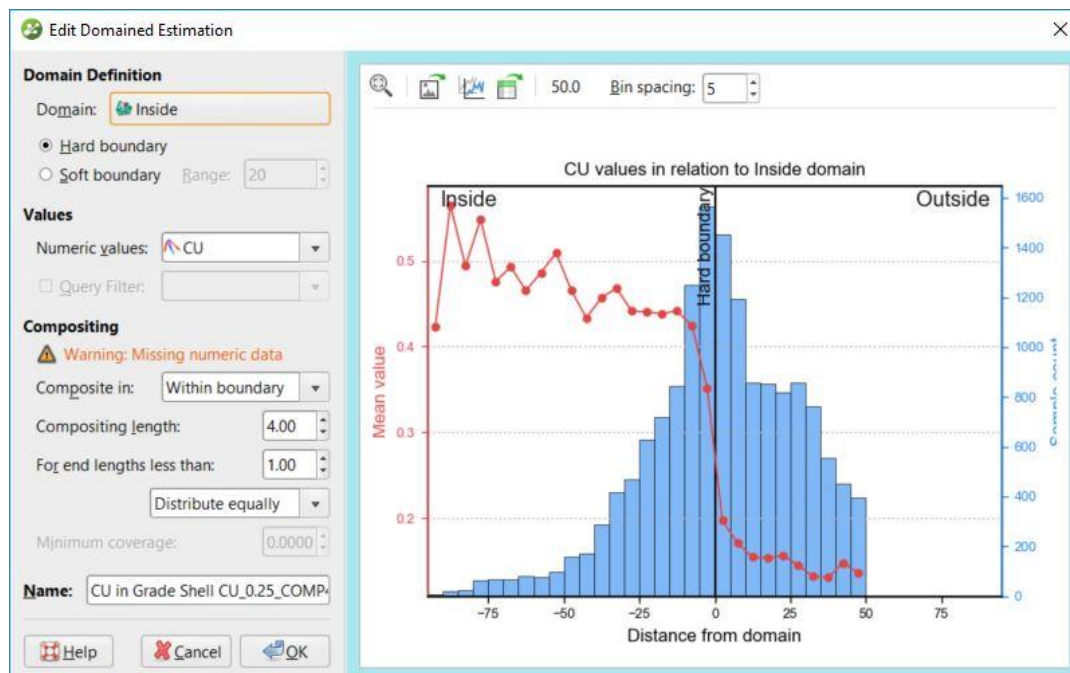 Edit Domained Estimation
Domain Definition
Domain: Inside
Hard boundary
Soft boundary Range: 20
Values
Numeric values: CU
Query Filter:
Compositing
Warning: Missing numeric data
Composite in: Within boundary
Compositing length: 4.00
For end lengths less than: 1.00
Distribute equally
Minimum coverage: 0.0000
Name: CU in Grade Shell CU_0.25_COMP4
Help Cancel OK
50.0 Bin spacing: 5
CU values in relation to Inside domain
Inside Outside
Hard boundary
Mean value
0.5
0.4
0.3
0.2
1600
1400
1200
1000
800
600
400
200
0
Sample count
−75 −50 −25 0 25 50 75
Distance from domain